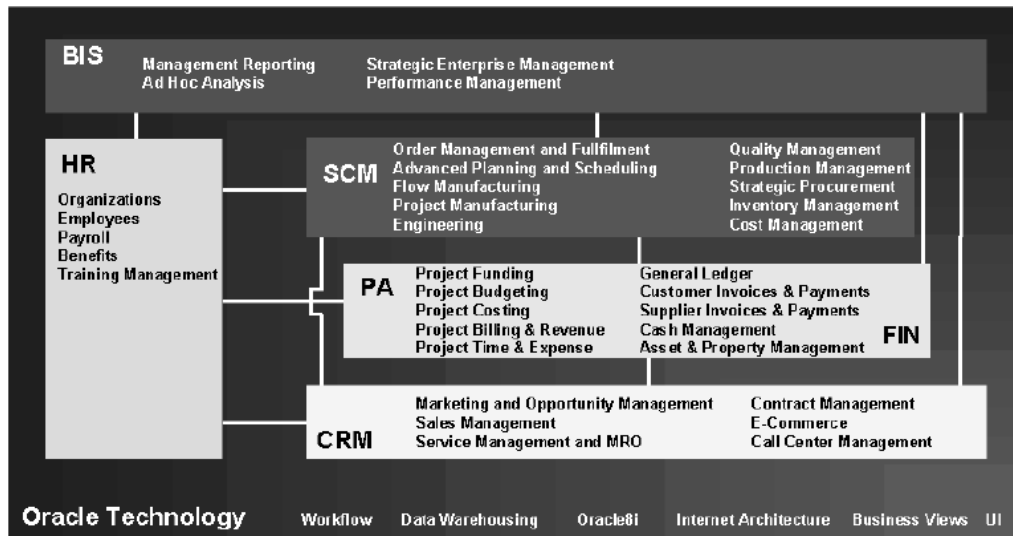 BIS
Management Reporting
Ad Hoc Analysis
Strategic Enterprise Management
Performance Management
HR
Organizations
Employees
Payroll
Benefits
Training Management
SCM
Order Management and Fullfilment
Advanced Planning and Scheduling
Flow Manufacturing
Project Manufacturing
Engineering
Quality Management
Production Management
Strategic Procurement
Inventory Management
Cost Management
PA
Project Funding
Project Budgeting
Project Costing
Project Billing & Revenue
Project Time & Expense
General Ledger
Customer Invoices & Payments
Supplier Invoices & Payments
Cash Management
Asset & Property Management
FIN
CRM
Marketing and Opportunity Management
Sales Management
Service Management and MRO
Contract Management
E-Commerce
Call Center Management
Oracle Technology
Workflow
Data Warehousing
Oracle8i
Internet Architecture
Business Views
UI